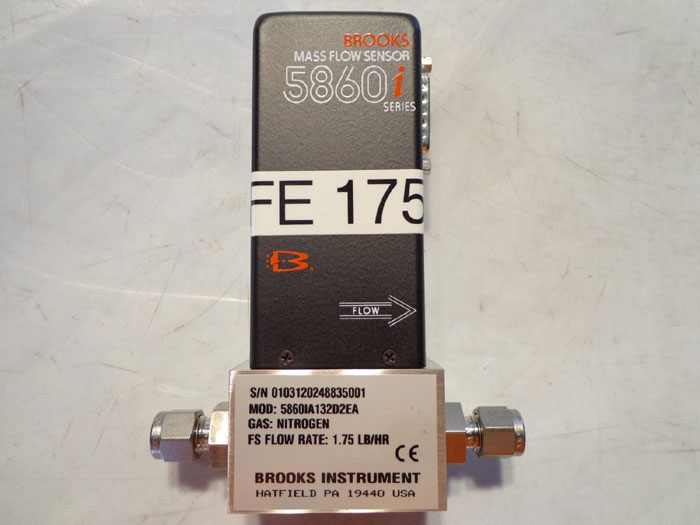 BROOKS
MASS FLOW SENSOR
5860i
SERIES
FE 175
B
FLOW
S/N 0103120248835001
MOD: 5860IA132D2EA
GAS: NITROGEN
FS FLOW RATE: 1.75 LB/HR
CE
BROOKS INSTRUMENT
HATFIELD PA 19440 USA